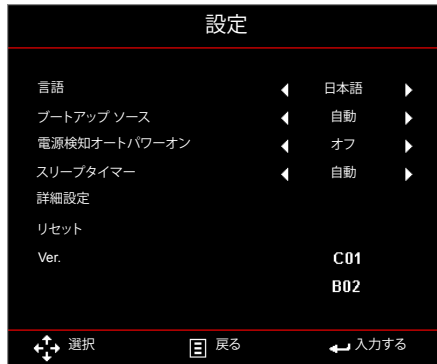 設定
言語 日本語
ブートアップ ソース 自動
電源検知オートパワーオン オフ
スリープタイマー 自動
詳細設定
リセット
Ver. C01
B02
選択 戻る 入力する